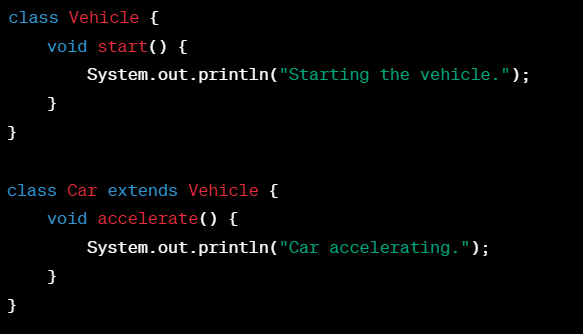 class Vehicle {
    void start() {
        System.out.println("Starting the vehicle.");
    }
}

class Car extends Vehicle {
    void accelerate() {
        System.out.println("Car accelerating.");
    }
}